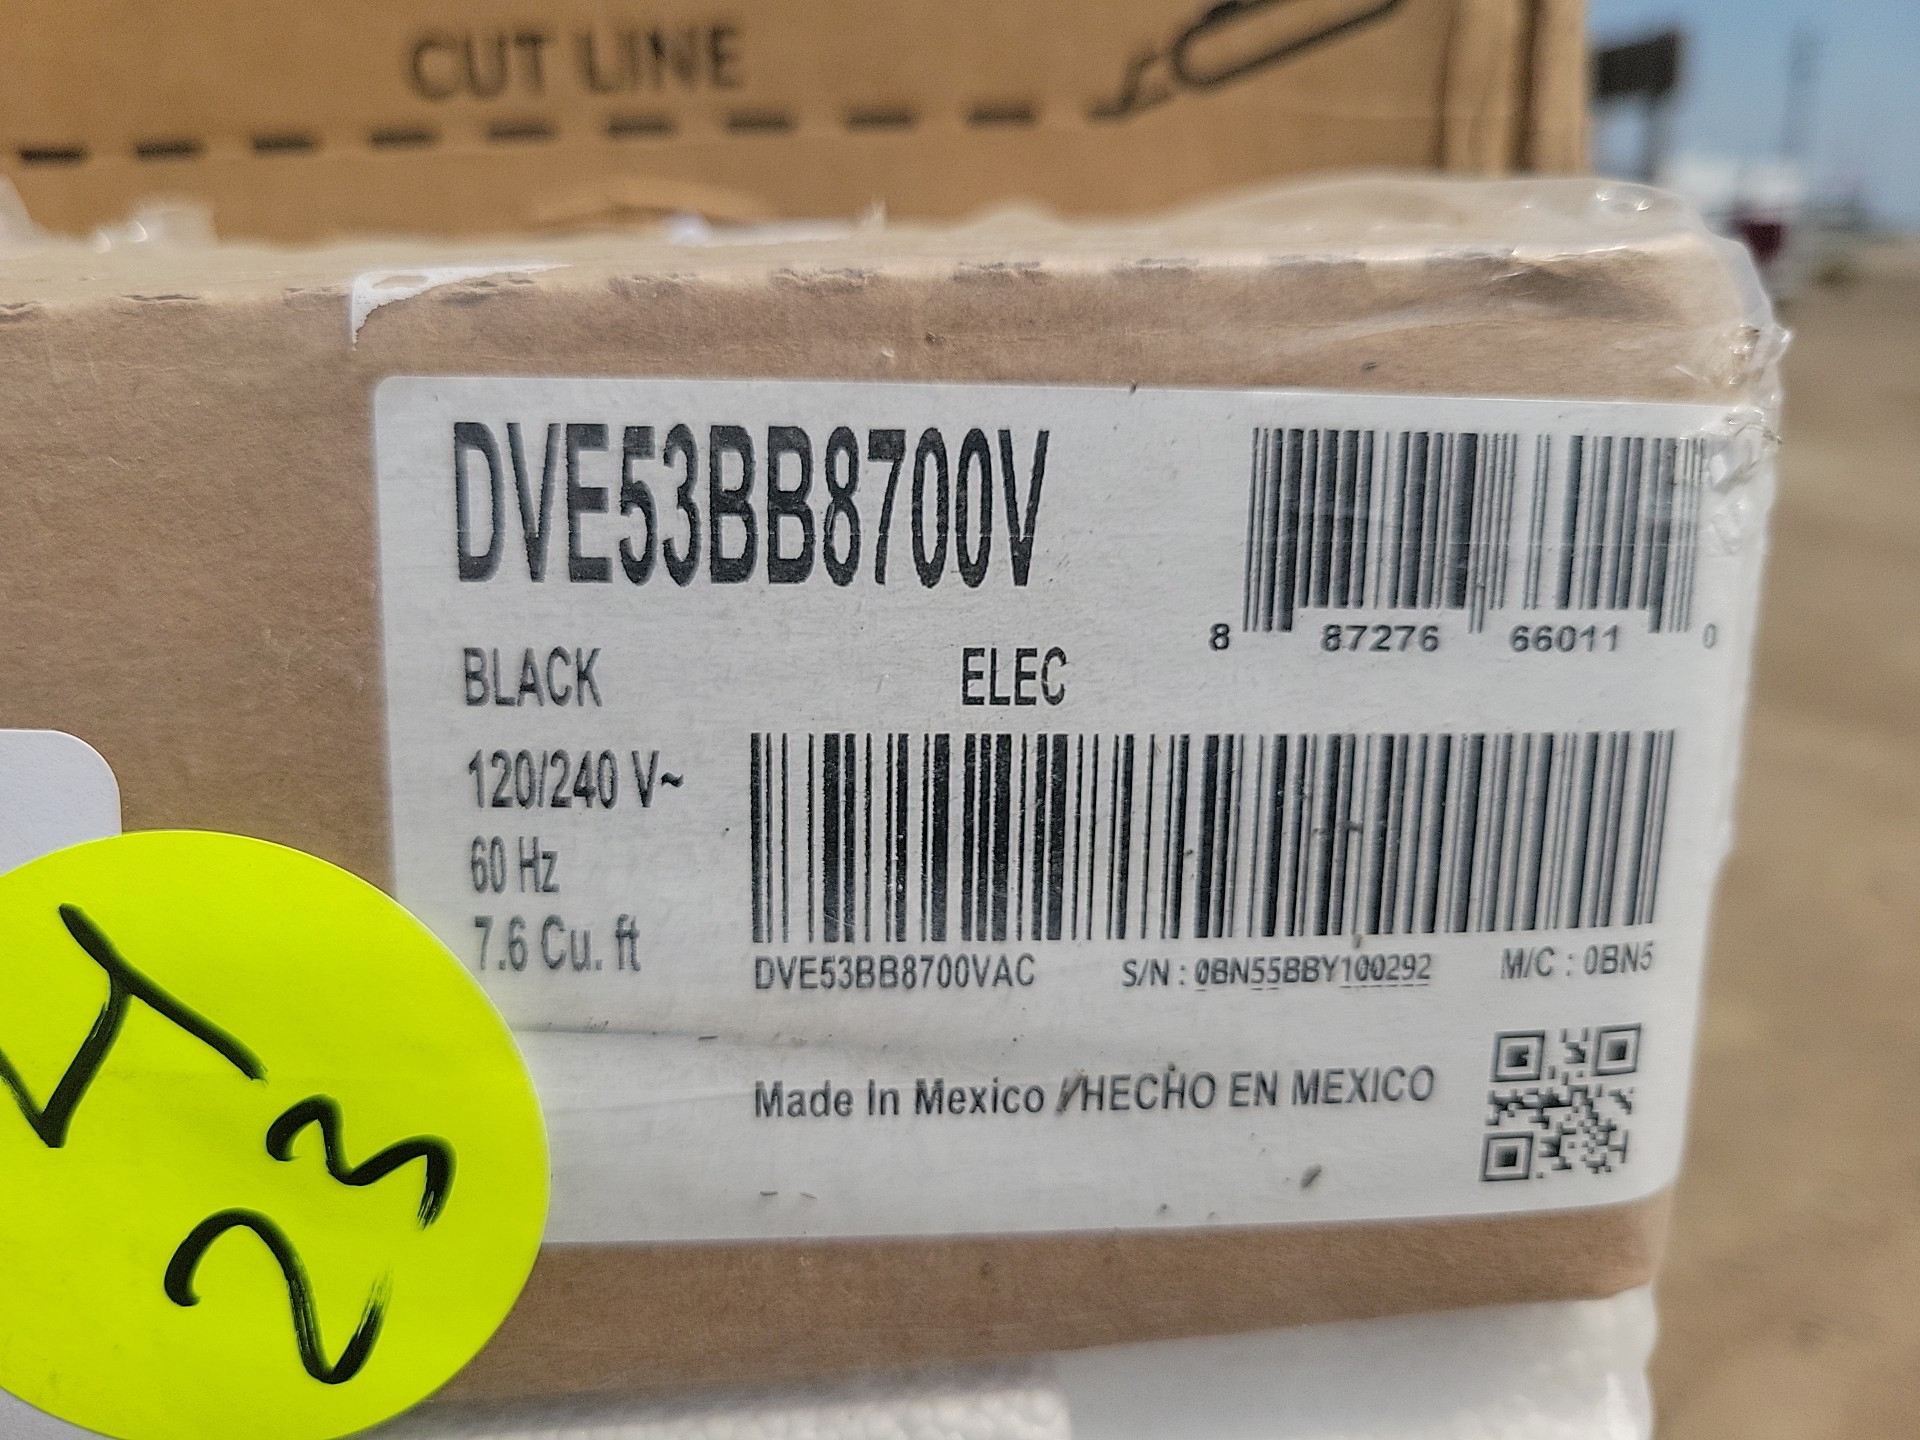 CUT LINE
DVE53BB8700V
8 87276 66011 0
BLACK ELEC
120/240 V~
60 Hz
7.6 Cu. ft
DVE53BB8700VAC S/N : 0BN55BBY100292 M/C : 0BN5
Made In Mexico / HECHO EN MEXICO
23